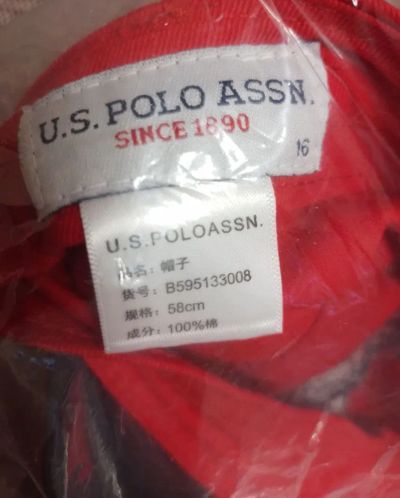 U.S. POLO ASSN.
SINCE 1890
16
U.S.POLOASSN.
品名: 帽子
货号: B595133008
规格: 58cm
成分: 100%棉